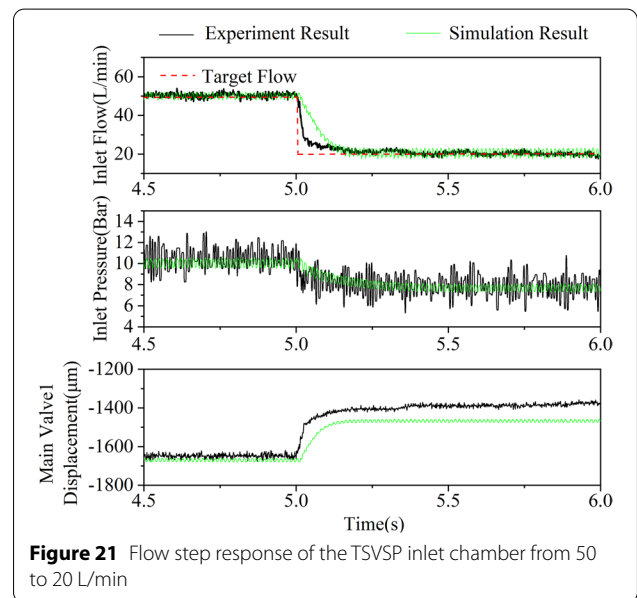 Experiment Result
Simulation Result
Target Flow
Inlet Flow(L/min)
60
40
20
4.5 5.0 5.5 6.0
Inlet Pressure(Bar)
14
12
10
8
6
4
4.5 5.0 5.5 6.0
Main Valve1
Displacement(μm)
-1200
-1400
-1600
-1800
4.5 5.0 5.5 6.0
Time(s)
Figure 21 Flow step response of the TSVSP inlet chamber from 50
to 20 L/min